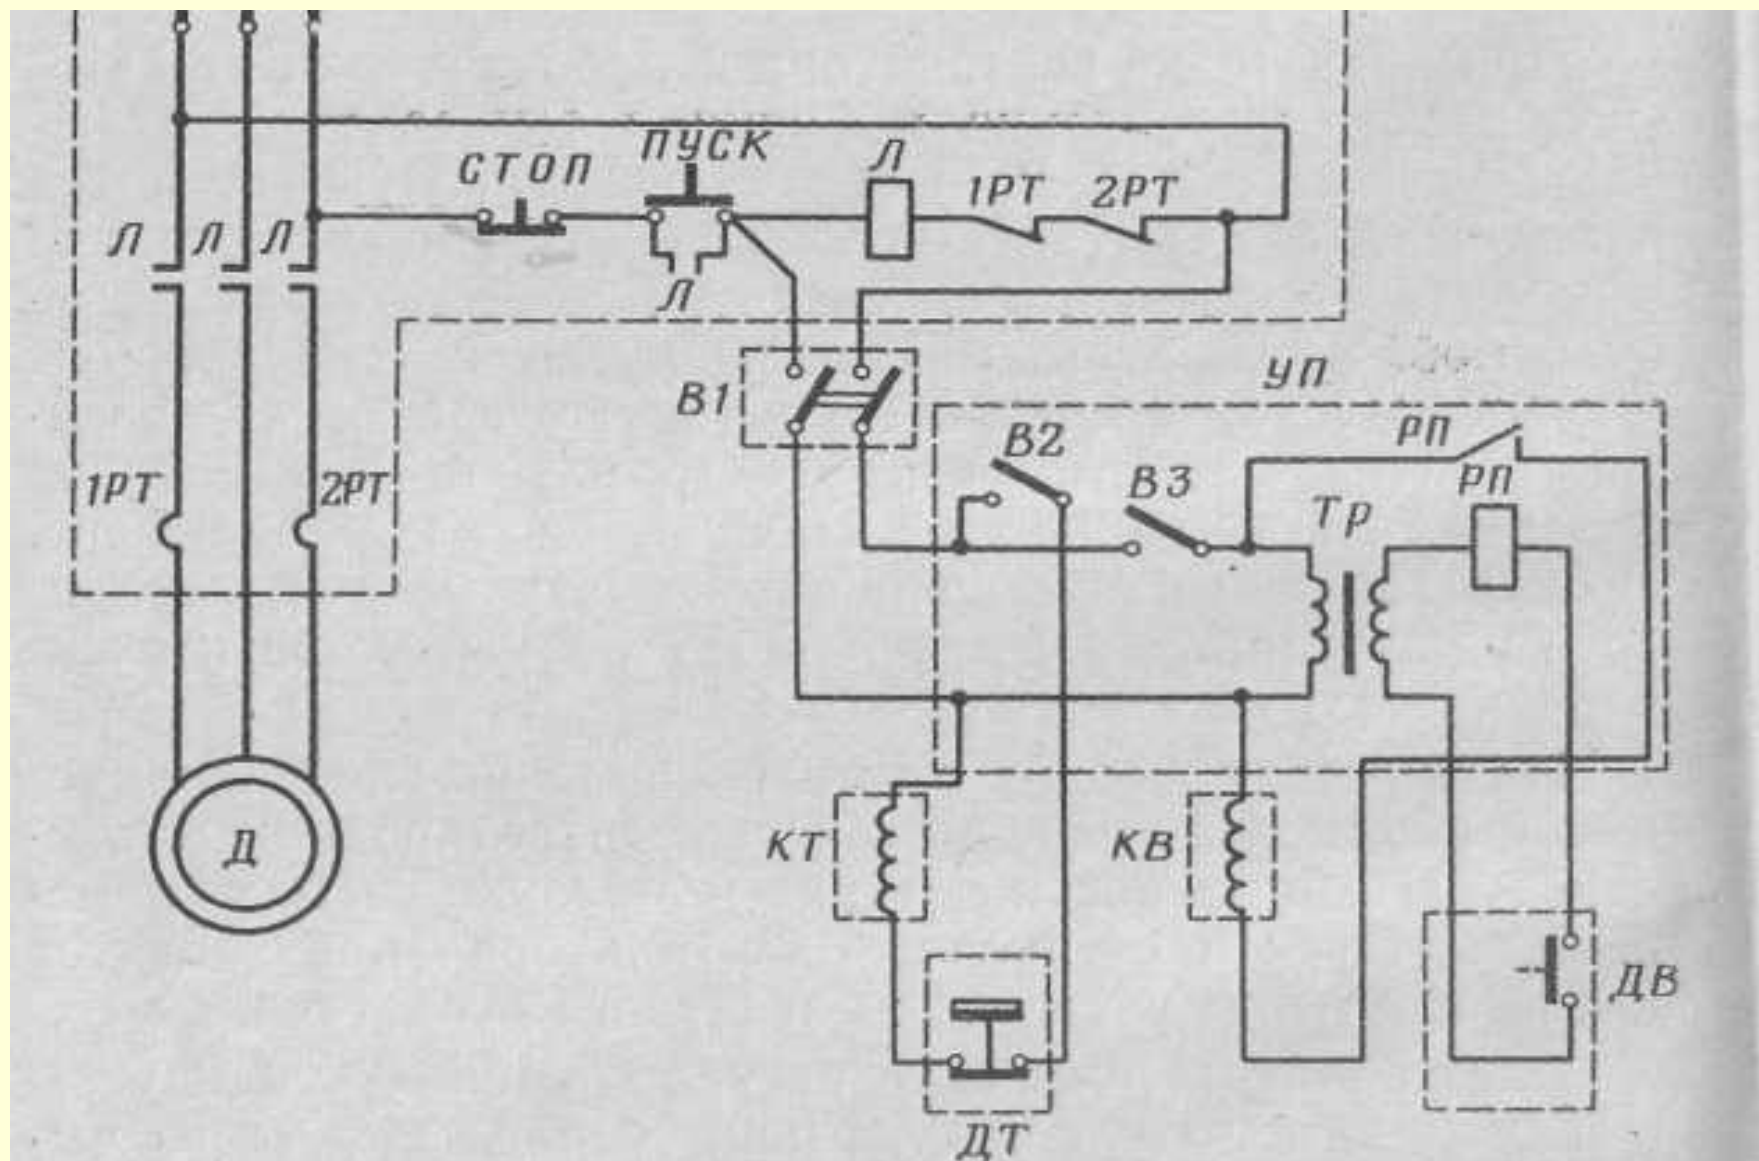 ПУСК
СТОП
Л
1РТ 2РТ
Л Л Л
Л
УП
В1
В2
РП
В3
РП
Тр
1РТ 2РТ
Д
КТ
КВ
ДВ
ДТ